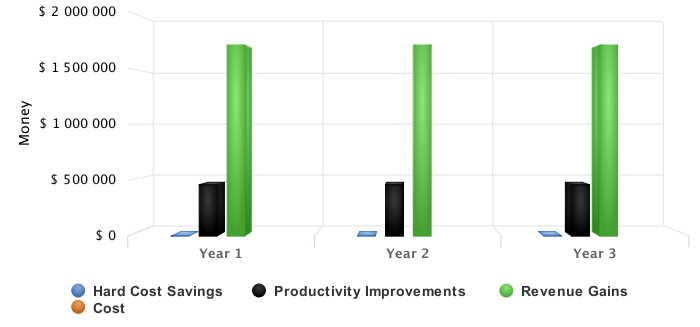 $ 2 000 000
$ 1 500 000
$ 1 000 000
$ 500 000
$ 0
Money
Year 1
Year 2
Year 3
Hard Cost Savings
Productivity Improvements
Revenue Gains
Cost